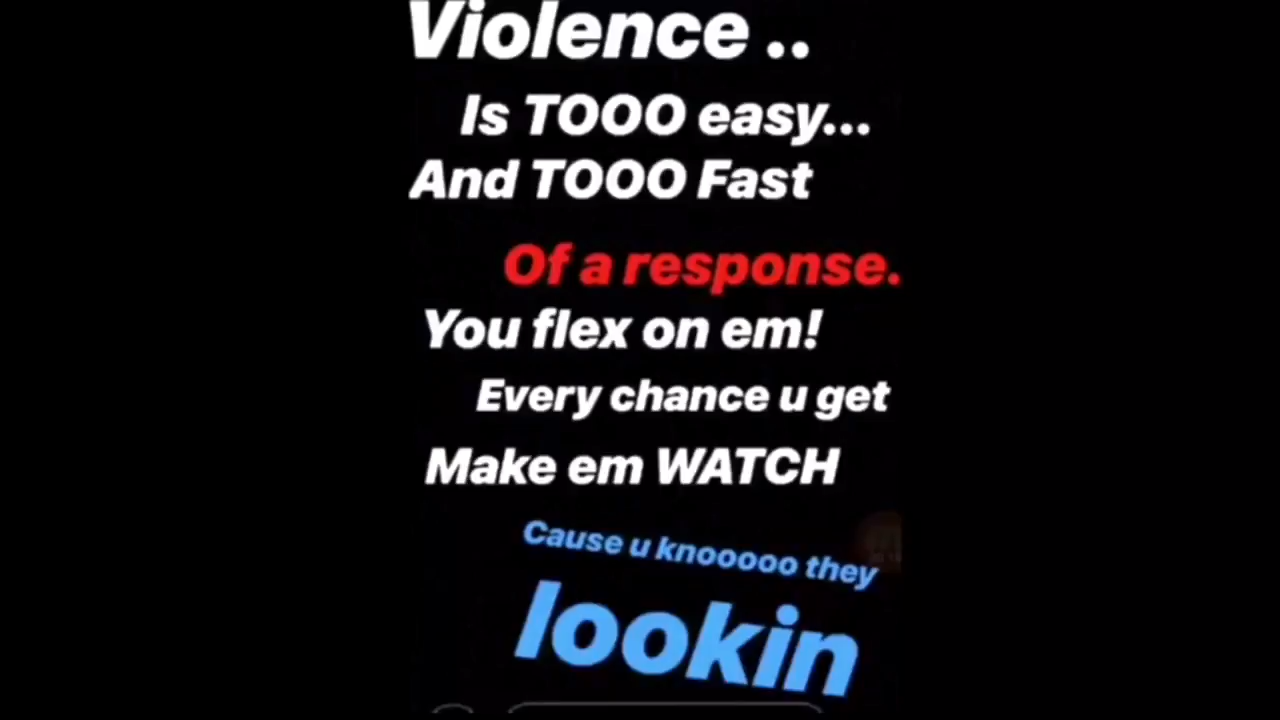 Violence ..
Is TOOO easy...
And TOOO Fast
Of a response.
You flex on em!
Every chance u get
Make em WATCH
Cause u knooooo they
lookin